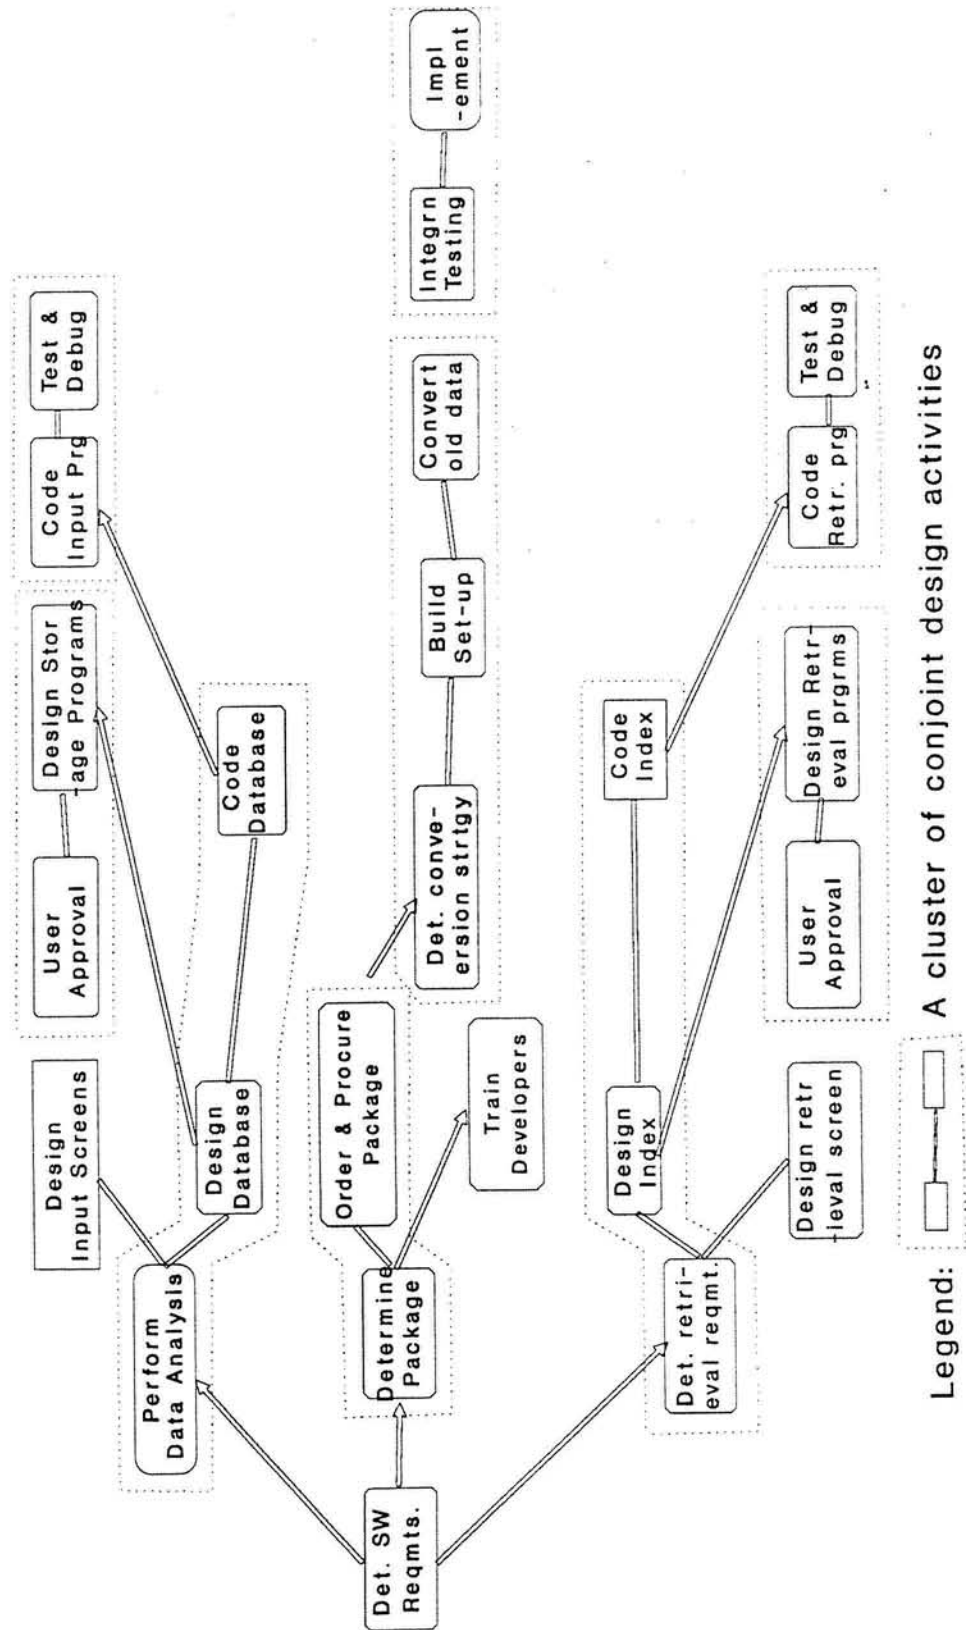 Det. SW
Reqmts.
Perform
Data Analysis
Determine
Package
Det. retri-
eval reqmt.
Design
Input Screens
Design
Database
Order & Procure
Package
Train
Developers
Design
Index
Design retr
-ieval screen
User
Approval
Design Stor
-age Programs
Code
Database
Det. conve-
ersion strtgy
Build
Set-up
Convert
old data
Code
Index
User
Approval
Design Retr-
eval prgrms
Code
Input Prg
Test &
Debug
Integrn
Testing
Impl
-ement
Code
Retr. prg
Test &
Debug
Legend:
A cluster of conjoint design activities